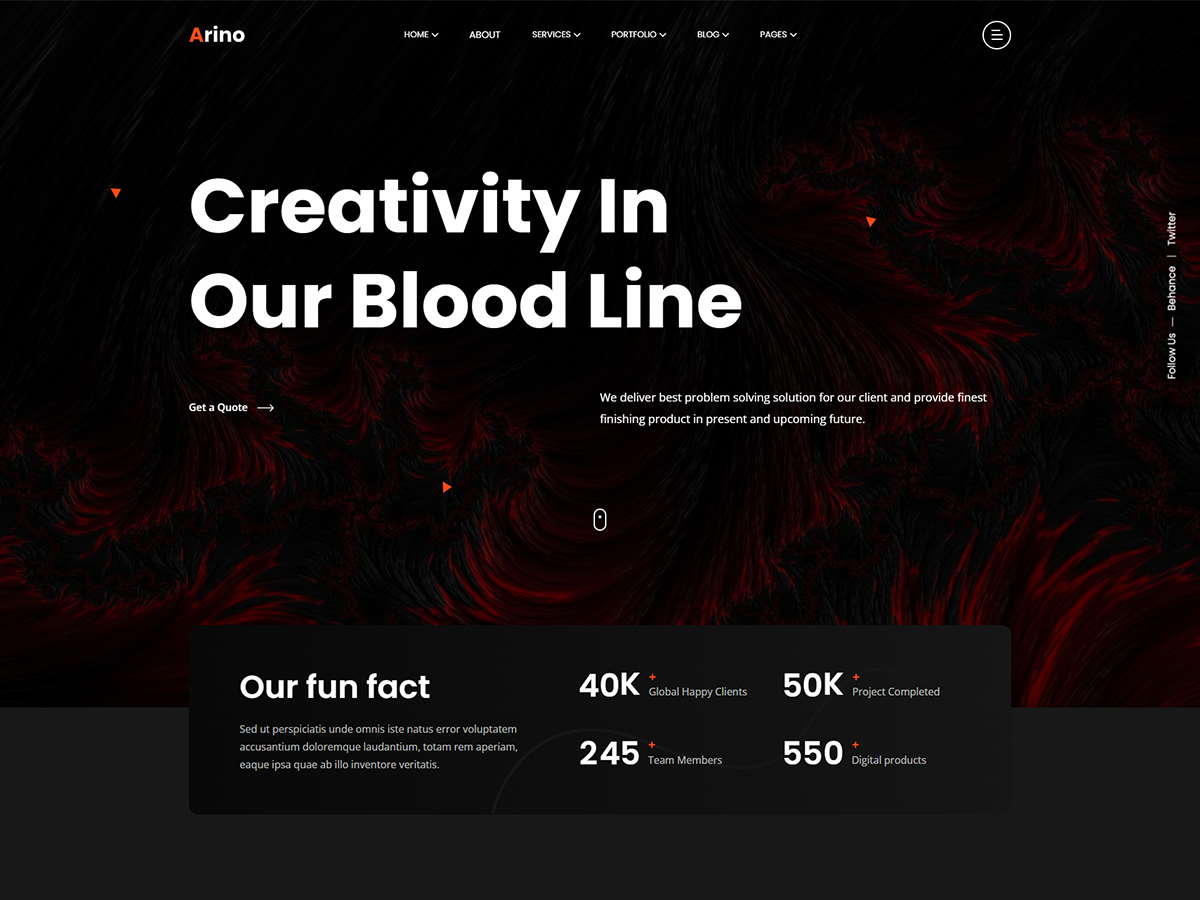 Arino
HOME
ABOUT
SERVICES
PORTFOLIO
BLOG
PAGES
Creativity In
Our Blood Line
Get a Quote
We deliver best problem solving solution for our client and provide finest
finishing product in present and upcoming future.
Follow Us — Behance | Twitter
Our fun fact
Sed ut perspiciatis unde omnis iste natus error voluptatem
accusantium doloremque laudantium, totam rem aperiam,
eaque ipsa quae ab illo inventore veritatis.
40K + Global Happy Clients
50K + Project Completed
245 + Team Members
550 + Digital products